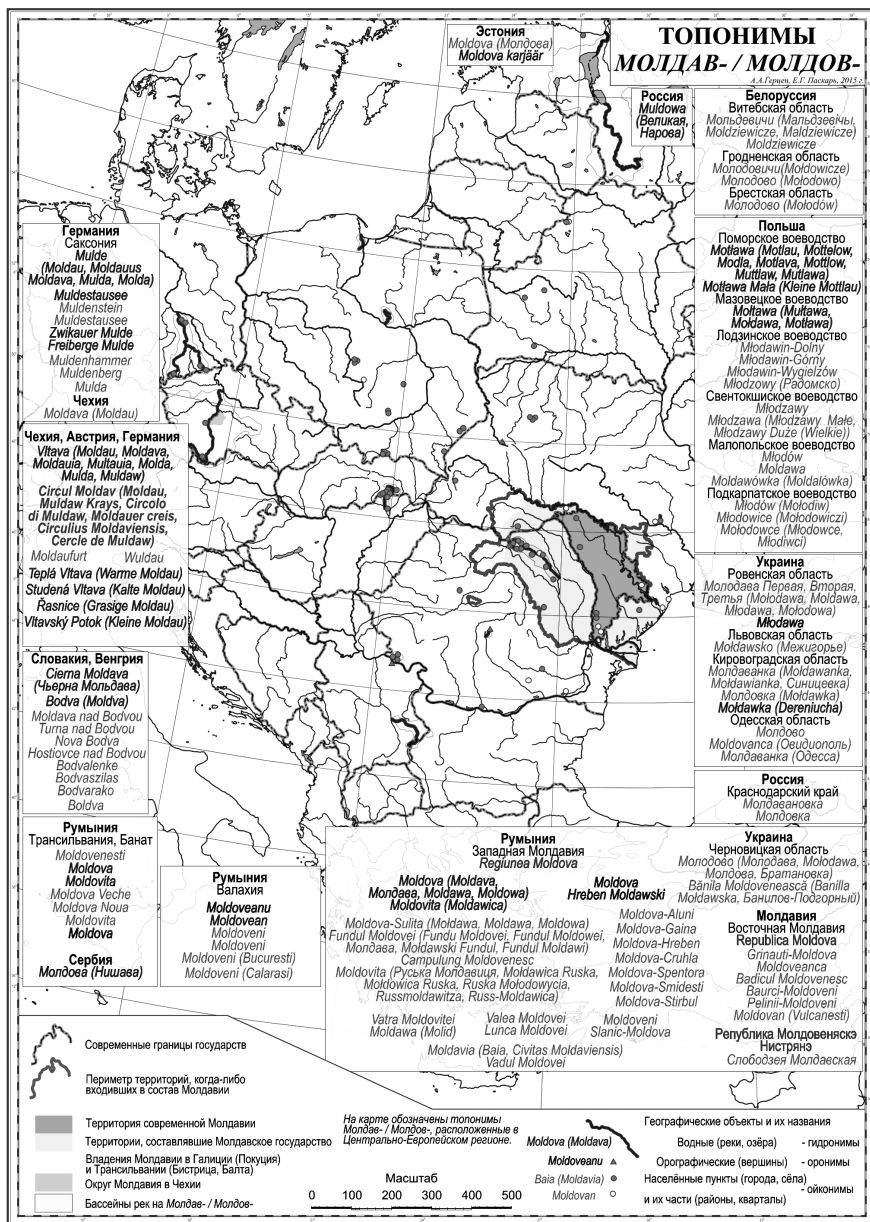 ТОПОНИМЫ
МОЛДАВ- / МОЛДОВ-
А.А.Герцен, Е.Г. Паскарь, 2015 г.
Эстония
Moldova (Молдова)
Moldova karjäär
Россия
Muldowa
(Великая,
Нарова)
Белоруссия
Витебская область
Мольдевичи (Мальдзевічы,
Moldziewicze, Maldziewicze)
Moldziewicze
Гродненская область
Молодовичи(Mołdowicze)
Молодово (Mołodowo)
Брестская область
Молодово (Mołodów)
Германия
Саксония
Mulde
(Moldau, Moldauus
Moldava, Mulda, Molda)
Muldestausee
Muldenstein
Muldestausee
Zwikauer Mulde
Freiberge Mulde
Muldenhammer
Muldenberg
Mulda
Чехия
Moldava (Moldau)
Польша
Поморское воеводство
Motława (Motlau, Mottelow,
Modla, Motlava, Mottlow,
Muttlaw, Mutlawa)
Motława Mała (Kleine Mottlau)
Мазовецкое воеводство
Mołtawa (Multawa,
Mołdawa, Motława)
Лодзинское воеводство
Młodawin-Dolny
Młodawin-Górny
Młodawin-Wygielzów
Młodzowy (Радомско)
Свентокшиское воеводство
Młodzawy
Młodzawa (Młodzawy Małe,
Młodzawy Duże (Wielkie))
Малопольское воеводство
Młodów
Moldawa
Mołdawówka (Moldalówka)
Подкарпатское воеводство
Młodów (Mołodiw)
Młodowice (Mołodowiczi)
Mołodowce (Młodowce,
Młodiwci)
Чехия, Австрия, Германия
Vltava (Moldau, Moldava,
Moldauia, Multauia, Molda,
Mulda, Muldaw)
Circul Moldav (Moldau,
Muldaw Krays, Circolo
di Muldaw, Moldauer creis,
Circulius Moldaviensis,
Cercle de Muldaw)
Moldaufurt Wuldau
Teplá Vltava (Warme Moldau)
Studená Vltava (Kalte Moldau)
Řasnice (Grasige Moldau)
Vltavský Potok (Kleine Moldau)
Украина
Ровенская область
Молодава Первая, Вторая,
Третья (Mołodawa, Moldawa,
Młodawa, Mołodowa)
Młodawa
Львовская область
Mołdawsko (Межигорье)
Кировоградская область
Молдаванка (Mołdawanka,
Mołdawianka, Синицевка)
Молдовка (Mołdawka)
Mołdawka (Dereniucha)
Одесская область
Молдово
Moldovanca (Овидиополь)
Молдаванка (Одесса)
Словакия, Венгрия
Cierna Moldava
(Чьерна Мольдава)
Bodva (Moldva)
Moldava nad Bodvou
Turna nad Bodvou
Nova Bodva
Hostiovce nad Bodvou
Bodvalenke
Bodvaszilas
Bodvarako
Boldva
Россия
Краснодарский край
Молдавановка
Молдовка
Румыния
Трансильвания, Банат
Moldovenesti
Moldova
Moldovita
Moldova Veche
Moldova Noua
Moldovita
Moldova
Сербия
Молдова (Нишава)
Румыния
Валахия
Moldoveanu
Moldovean
Moldoveni
Moldoveni
Moldoveni (Bucuresti)
Moldoveni (Calarasi)
Румыния
Западная Молдавия
Regiunea Moldova
Moldova (Moldava,
Молдава, Moldawa, Moldowa)
Moldovita (Moldawica)
Moldova
Hreben Moldawski
Moldova-Sulita (Mołdawa, Moldawa, Moldowa)
Fundul Moldovei (Fundu Moldovei, Fundul Moldowei,
Молдава, Mołdawski Fundul, Fundul Mołdawi)
Campulung Moldovenesc
Moldovita (Руська Молдавиця, Mołdawica Ruska,
Mołdowica Ruska, Ruska Mołodowycia,
Russmoldawitza, Russ-Moldawica)
Moldova-Aluni
Moldova-Gaina
Moldova-Hreben
Moldova-Cruhla
Moldova-Spentora
Moldova-Smidesti
Moldova-Stirbul
Vatra Moldovitei
Moldawa (Molid)
Valea Moldovei
Lunca Moldovei
Moldoveni
Slanic-Moldova
Moldavia (Baia, Civitas Moldaviensis)
Vadul Moldovei
Украина
Черновицкая область
Молодово (Молодава, Mołodawa,
Молдова, Братановка)
Bănila Moldovenească (Banilla
Mołdawska, Банилов-Подгорный)
Молдавия
Восточная Молдавия
Republica Moldova
Grinauti-Moldova
Moldoveanca
Badicul Moldovenesc
Baurci-Moldoveni
Pelinii-Moldoveni
Moldovan (Vulcanesti)
Република Молдовеняскэ
Нистрянэ
Слободзея Молдавская
Современные границы государств
Периметр территорий, когда-либо
входивших в состав Молдавии
Территория современной Молдавии
Территории, составлявшие Молдавское государство
Владения Молдавии в Галиции (Покуция)
и Трансильвании (Бистрица, Балта)
Округ Молдавия в Чехии
Бассейны рек на Молдав- / Молдов-
На карте обозначены топонимы
Молдав- / Молдов-, расположенные в
Центрально-Европейском регионе.
Масштаб
0 100 200 300 400 500
Географические объекты и их названия
Moldova (Moldava) Водные (реки, озёра) - гидронимы
Moldoveanu Орографические (вершины) - оронимы
Baia (Moldavia) Населённые пункты (города, сёла)
Moldovan и их части (районы, кварталы) - ойконимы